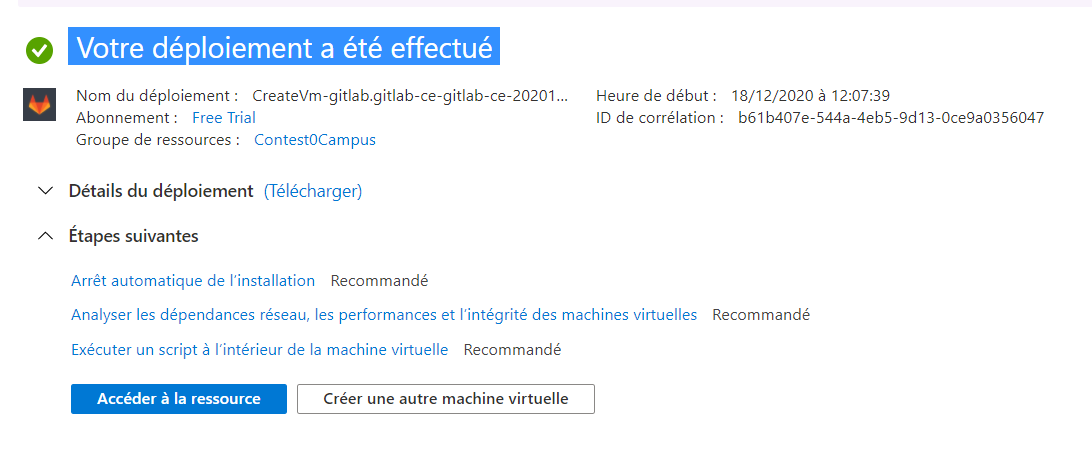 Votre déploiement a été effectué
Nom du déploiement : CreateVm-gitlab.gitlab-ce-gitlab-ce-20201... Heure de début : 18/12/2020 à 12:07:39
Abonnement : Free Trial ID de corrélation : b61b407e-544a-4eb5-9d13-0ce9a0356047
Groupe de ressources : Contest0Campus
Détails du déploiement (Télécharger)
Étapes suivantes
Arrêt automatique de l'installation Recommandé
Analyser les dépendances réseau, les performances et l'intégrité des machines virtuelles Recommandé
Exécuter un script à l'intérieur de la machine virtuelle Recommandé
Accéder à la ressource Créer une autre machine virtuelle